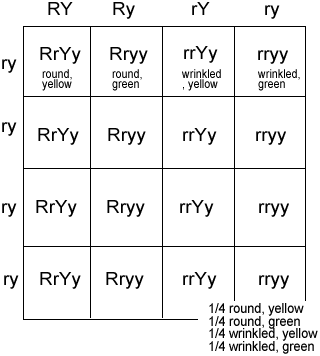 RY Ry rY ry
ry RrYy Rryy rrYy rryy
round, round, wrinkled wrinkled,
yellow green , yellow green
ry RrYy Rryy rrYy rryy
ry RrYy Rryy rrYy rryy
ry RrYy Rryy rrYy rryy
1/4 round, yellow
1/4 round, green
1/4 wrinkled, yellow
1/4 wrinkled, green